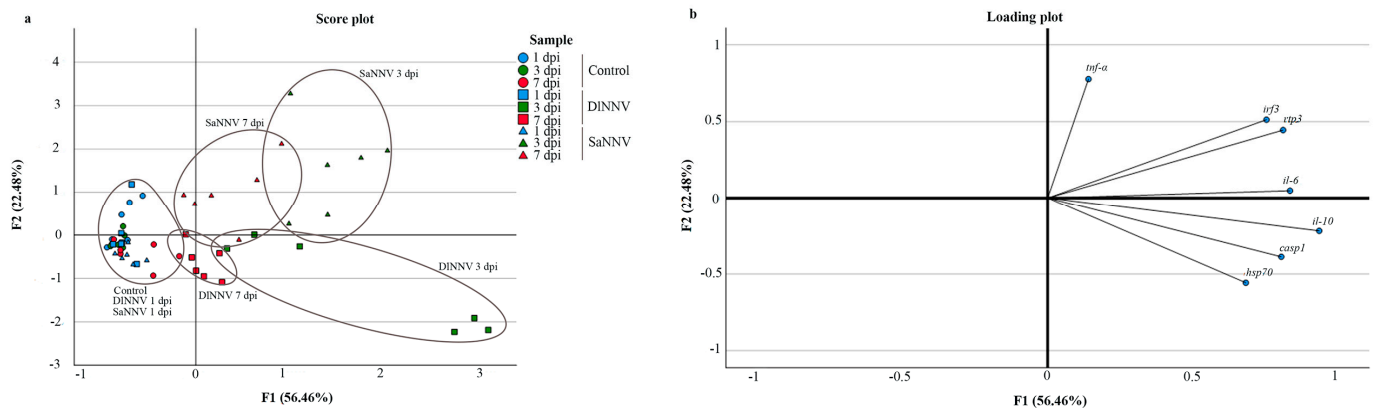 a
Score plot
F2 (22.48%)
4
3
2
1
0
-1
-2
-3
-1
0
1
2
3
F1 (56.46%)
SaNNV 3 dpi
SaNNV 7 dpi
DlNNV 3 dpi
DlNNV 7 dpi
Control
DlNNV 1 dpi
SaNNV 1 dpi
Sample
1 dpi
3 dpi
7 dpi
Control
1 dpi
3 dpi
7 dpi
DlNNV
1 dpi
3 dpi
7 dpi
SaNNV
b
Loading plot
F2 (22.48%)
1
0.5
0
-0.5
-1
-1
-0.5
0
0.5
1
F1 (56.46%)
tnf-α
irf3
rtp3
il-6
il-10
casp1
hsp70